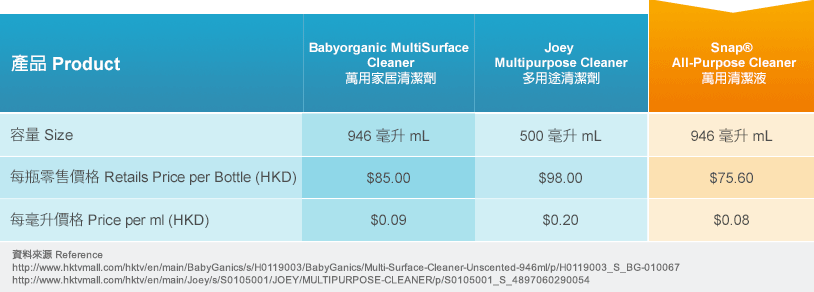 產品 Product
Babyorganic MultiSurface
Cleaner
萬用家居清潔劑
Joey
Multipurpose Cleaner
多用途清潔劑
Snap®
All-Purpose Cleaner
萬用清潔液
容量 Size
946 毫升 mL
500 毫升 mL
946 毫升 mL
每瓶零售價格 Retails Price per Bottle (HKD)
$85.00
$98.00
$75.60
每毫升價格 Price per ml (HKD)
$0.09
$0.20
$0.08
資料來源 Reference
http://www.hktvmall.com/hktv/en/main/BabyGanics/s/H0119003/BabyGanics/Multi-Surface-Cleaner-Unscented-946ml/p/H0119003_S_BG-010067
http://www.hktvmall.com/hktv/en/main/Joey/s/S0105001/JOEY/MULTIPURPOSE-CLEANER/p/S0105001_S_4897060290054